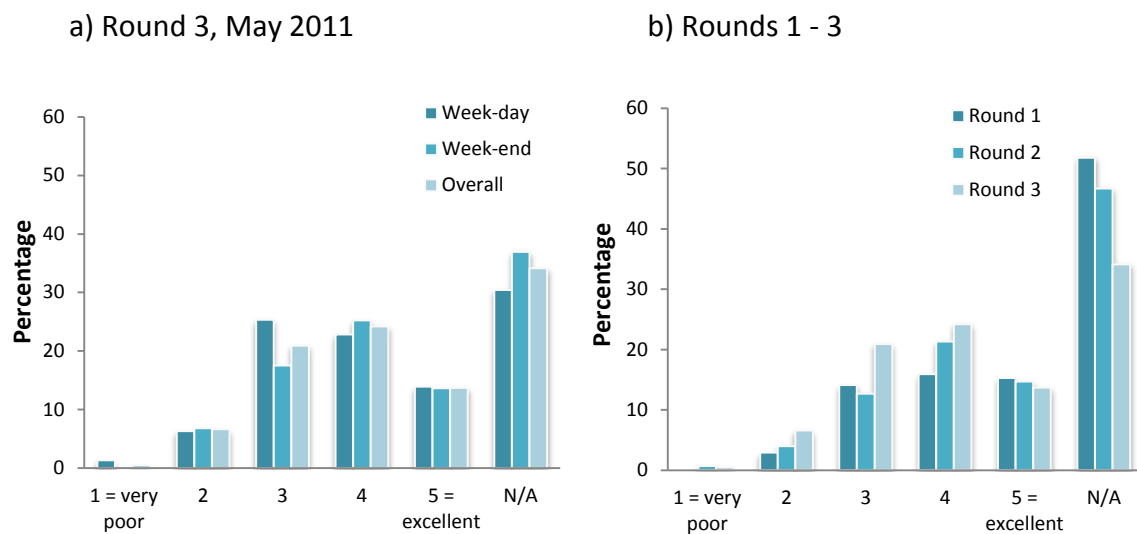 a) Round 3, May 2011
60
50
40
30
20
10
0
Percentage
Week-day
Week-end
Overall
1 = very
poor
2
3
4
5 =
excellent
N/A
b) Rounds 1 - 3
60
50
40
30
20
10
0
Percentage
Round 1
Round 2
Round 3
1 = very
poor
2
3
4
5 =
excellent
N/A